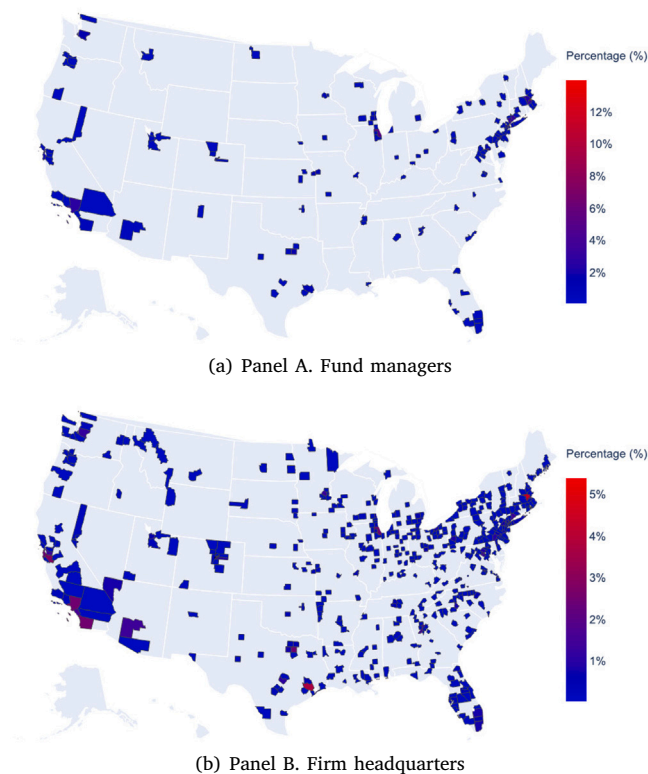 Percentage (%)
12%
10%
8%
6%
4%
2%
(a) Panel A. Fund managers
Percentage (%)
5%
4%
3%
2%
1%
(b) Panel B. Firm headquarters